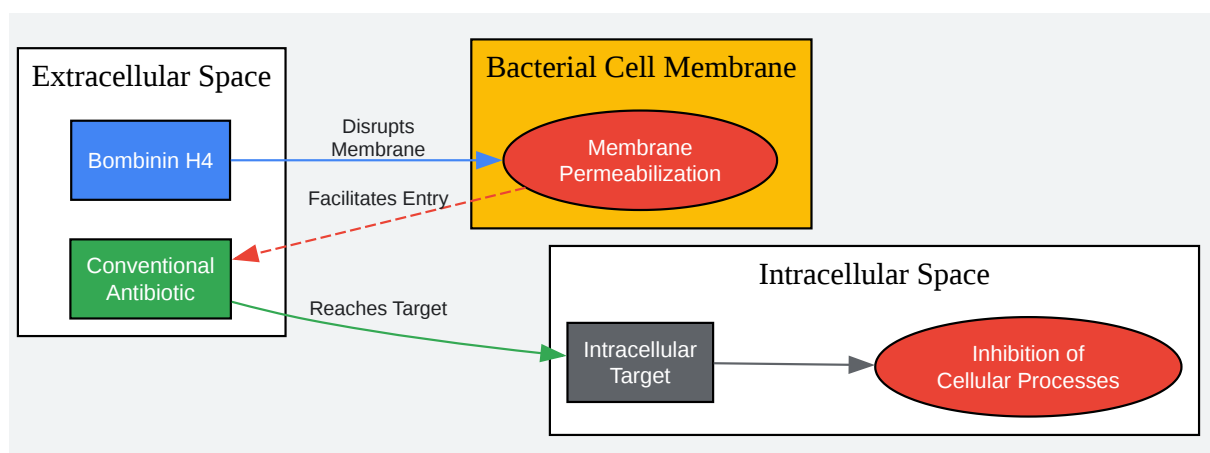 Extracellular Space
Bombinin H4
Disrupts
Membrane
Bacterial Cell Membrane
Membrane
Permeabilization
Facilitates Entry
Conventional
Antibiotic
Reaches Target
Intracellular Space
Intracellular
Target
Inhibition of
Cellular Processes